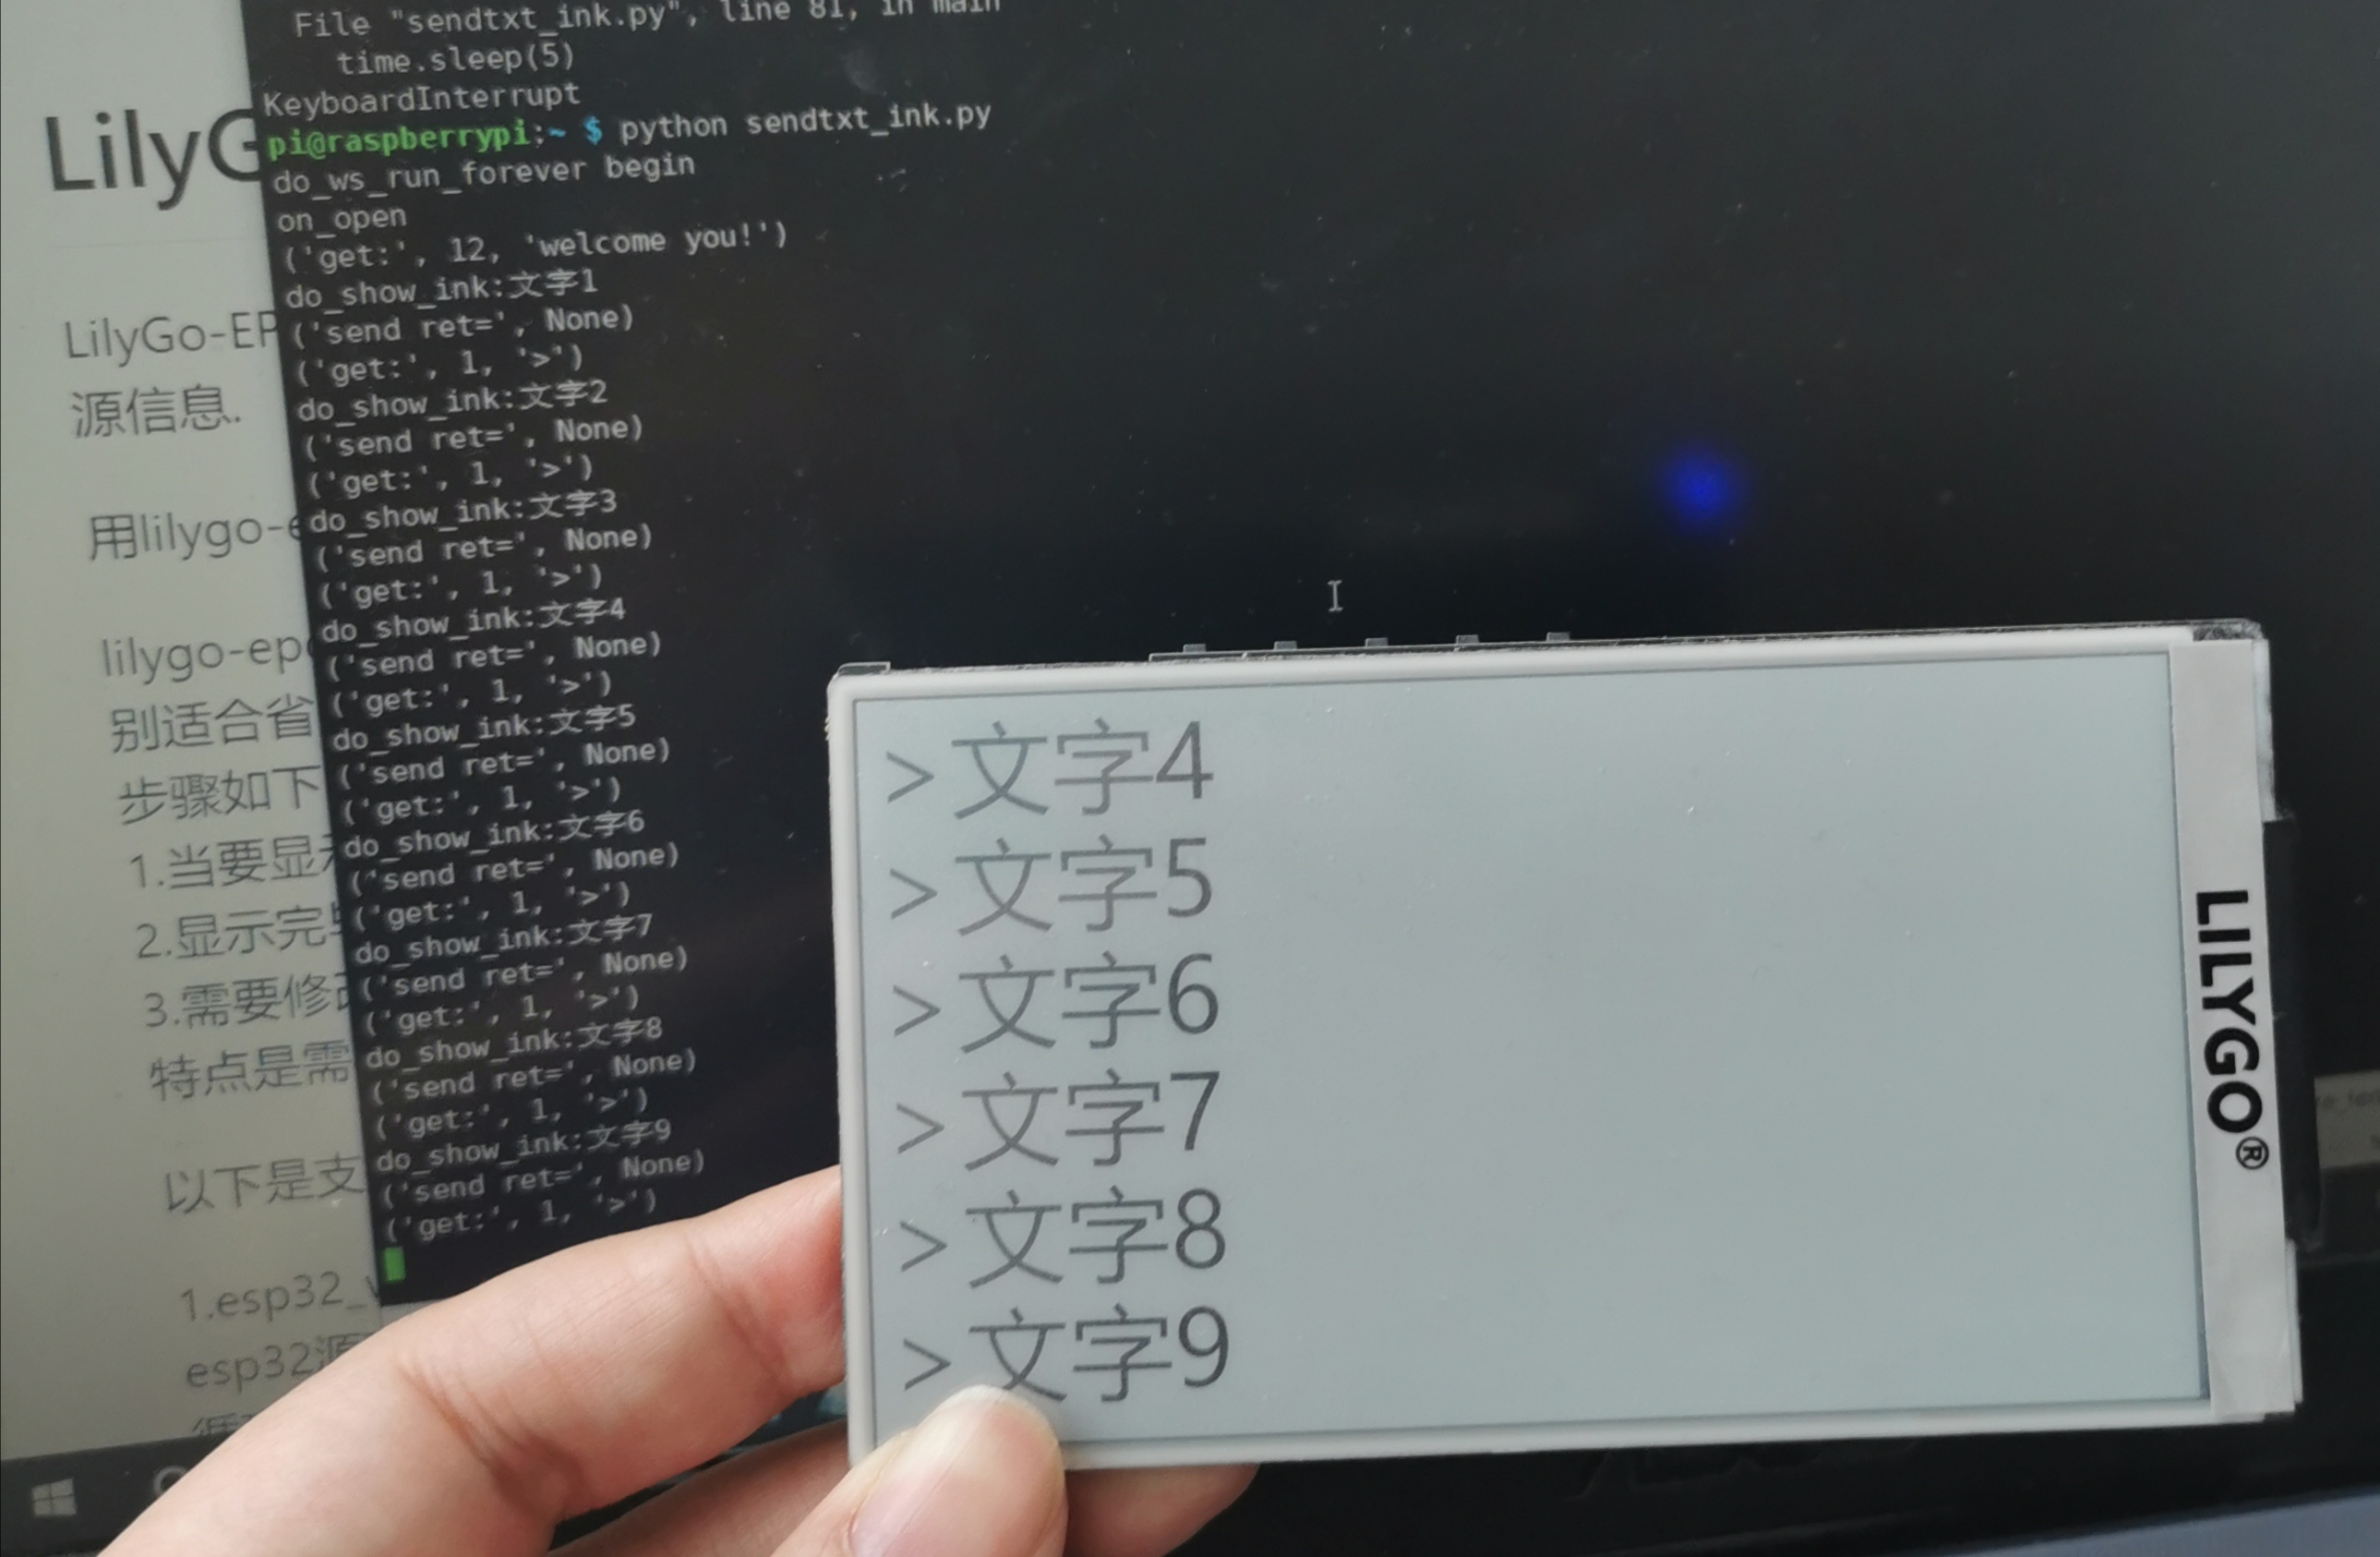 File "sendtxt_ink.py", line 81, in main
time.sleep(5)
KeyboardInterrupt
pi@raspberrypi:~ $ python sendtxt_ink.py
do_ws_run_forever begin
on_open
('get:', 12, 'welcome you!')
do_show_ink:文字1
('send ret=', None)
('get:', 1, '>')
do_show_ink:文字2
('send ret=', None)
('get:', 1, '>')
do_show_ink:文字3
('send ret=', None)
('get:', 1, '>')
do_show_ink:文字4
('send ret=', None)
('get:', 1, '>')
do_show_ink:文字5
('send ret=', None)
('get:', 1, '>')
do_show_ink:文字6
('send ret=', None)
('get:', 1, '>')
do_show_ink:文字7
('send ret=', None)
('get:', 1, '>')
do_show_ink:文字8
('send ret=', None)
('get:', 1, '>')
do_show_ink:文字9
('send ret=', None)
('get:', 1, '>')
LilyG
LilyGo-EP
源信息.
用lilygo-e
lilygo-ep
别适合省
步骤如下
1.当要显示
2.显示完
3.需要修
特点是需
以下是支
1.esp32_
esp32源
> 文字4
> 文字5
> 文字6
> 文字7
> 文字8
> 文字9
LILYGO®